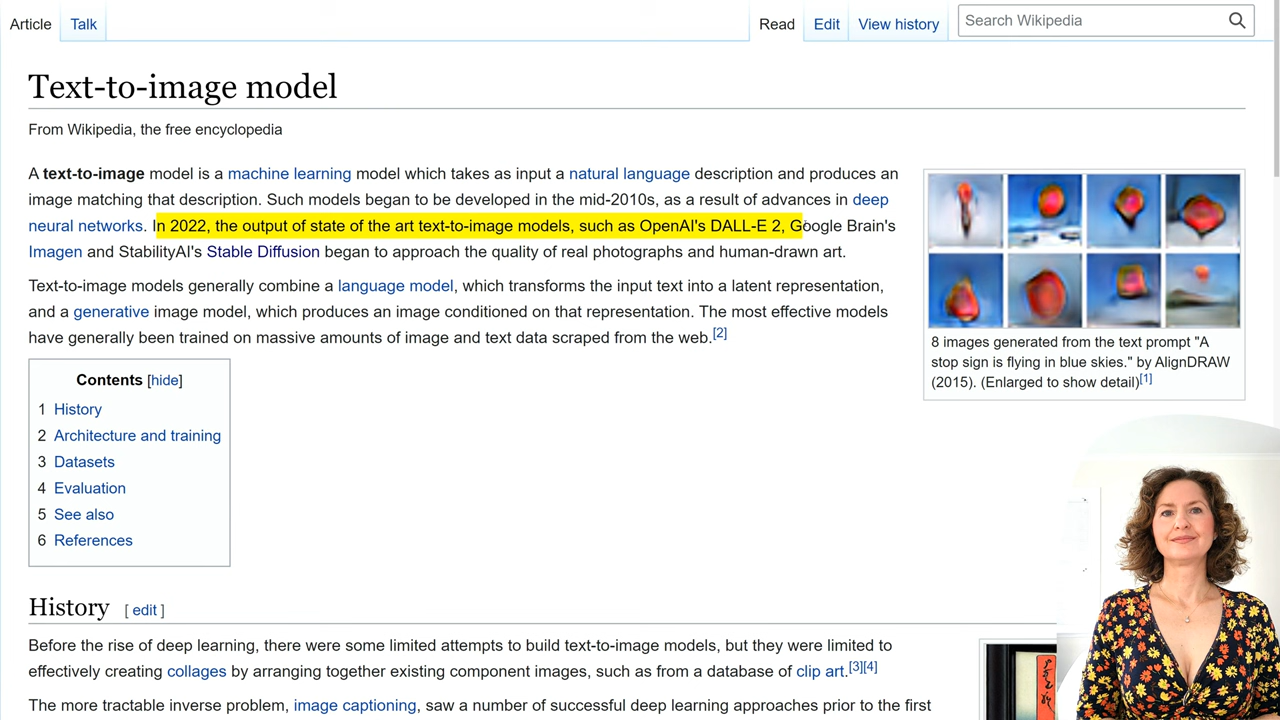 Article Talk Read Edit View history Search Wikipedia
Text-to-image model
From Wikipedia, the free encyclopedia
A text-to-image model is a machine learning model which takes as input a natural language description and produces an
image matching that description. Such models began to be developed in the mid-2010s, as a result of advances in deep
neural networks. In 2022, the output of state of the art text-to-image models, such as OpenAI's DALL-E 2, Google Brain's
Imagen and StabilityAI's Stable Diffusion began to approach the quality of real photographs and human-drawn art.
Text-to-image models generally combine a language model, which transforms the input text into a latent representation,
and a generative image model, which produces an image conditioned on that representation. The most effective models
have generally been trained on massive amounts of image and text data scraped from the web.[2]
8 images generated from the text prompt "A
stop sign is flying in blue skies." by AlignDRAW
(2015). (Enlarged to show detail)[1]
Contents [hide]
1 History
2 Architecture and training
3 Datasets
4 Evaluation
5 See also
6 References
History [ edit ]
Before the rise of deep learning, there were some limited attempts to build text-to-image models, but they were limited to
effectively creating collages by arranging together existing component images, such as from a database of clip art.[3][4]
The more tractable inverse problem, image captioning, saw a number of successful deep learning approaches prior to the first